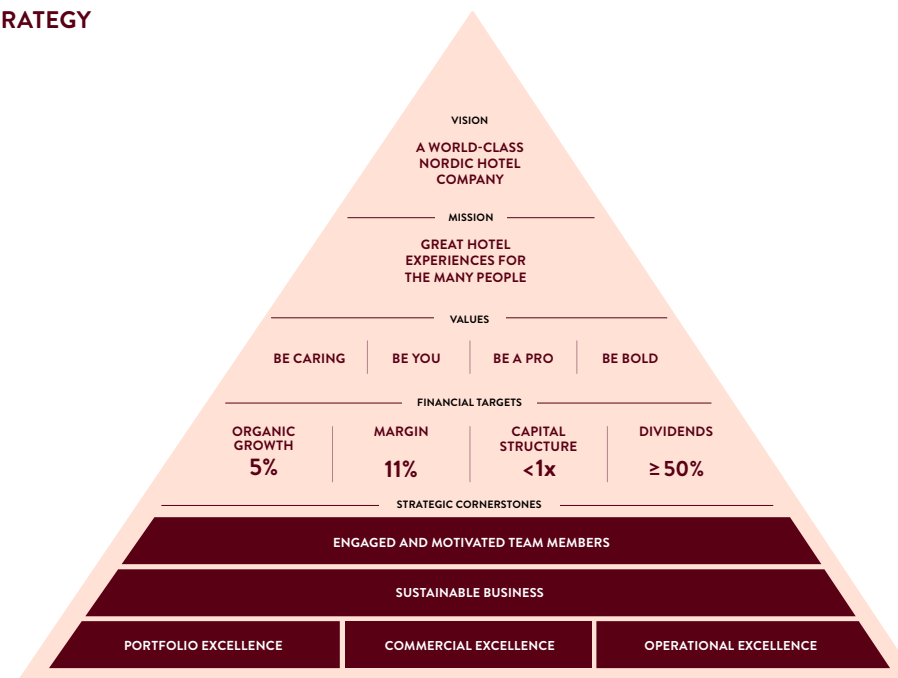 RATEGY
VISION
A WORLD-CLASS
NORDIC HOTEL
COMPANY
MISSION
GREAT HOTEL
EXPERIENCES FOR
THE MANY PEOPLE
VALUES
BE CARING
BE YOU
BE A PRO
BE BOLD
FINANCIAL TARGETS
ORGANIC
GROWTH
5%
MARGIN
11%
CAPITAL
STRUCTURE
<1x
DIVIDENDS
≥ 50%
STRATEGIC CORNERSTONES
ENGAGED AND MOTIVATED TEAM MEMBERS
SUSTAINABLE BUSINESS
PORTFOLIO EXCELLENCE
COMMERCIAL EXCELLENCE
OPERATIONAL EXCELLENCE